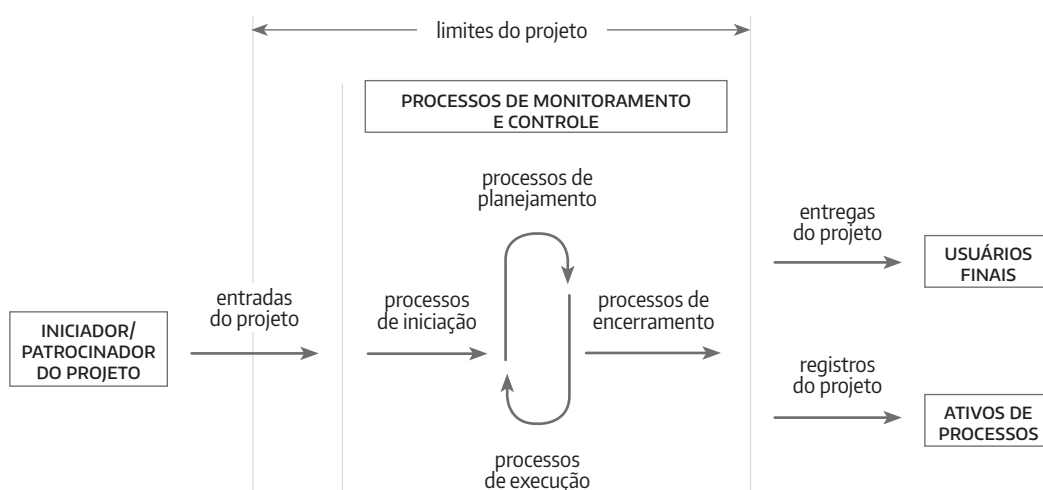 limites do projeto
PROCESSOS DE MONITORAMENTO
E CONTROLE
processos de
planejamento
entregas
do projeto
USUÁRIOS
FINAIS
entradas
do projeto
processos
de iniciação
processos de
encerramento
INICIADOR/
PATROCINADOR
DO PROJETO
registros
do projeto
ATIVOS DE
PROCESSOS
processos
de execução